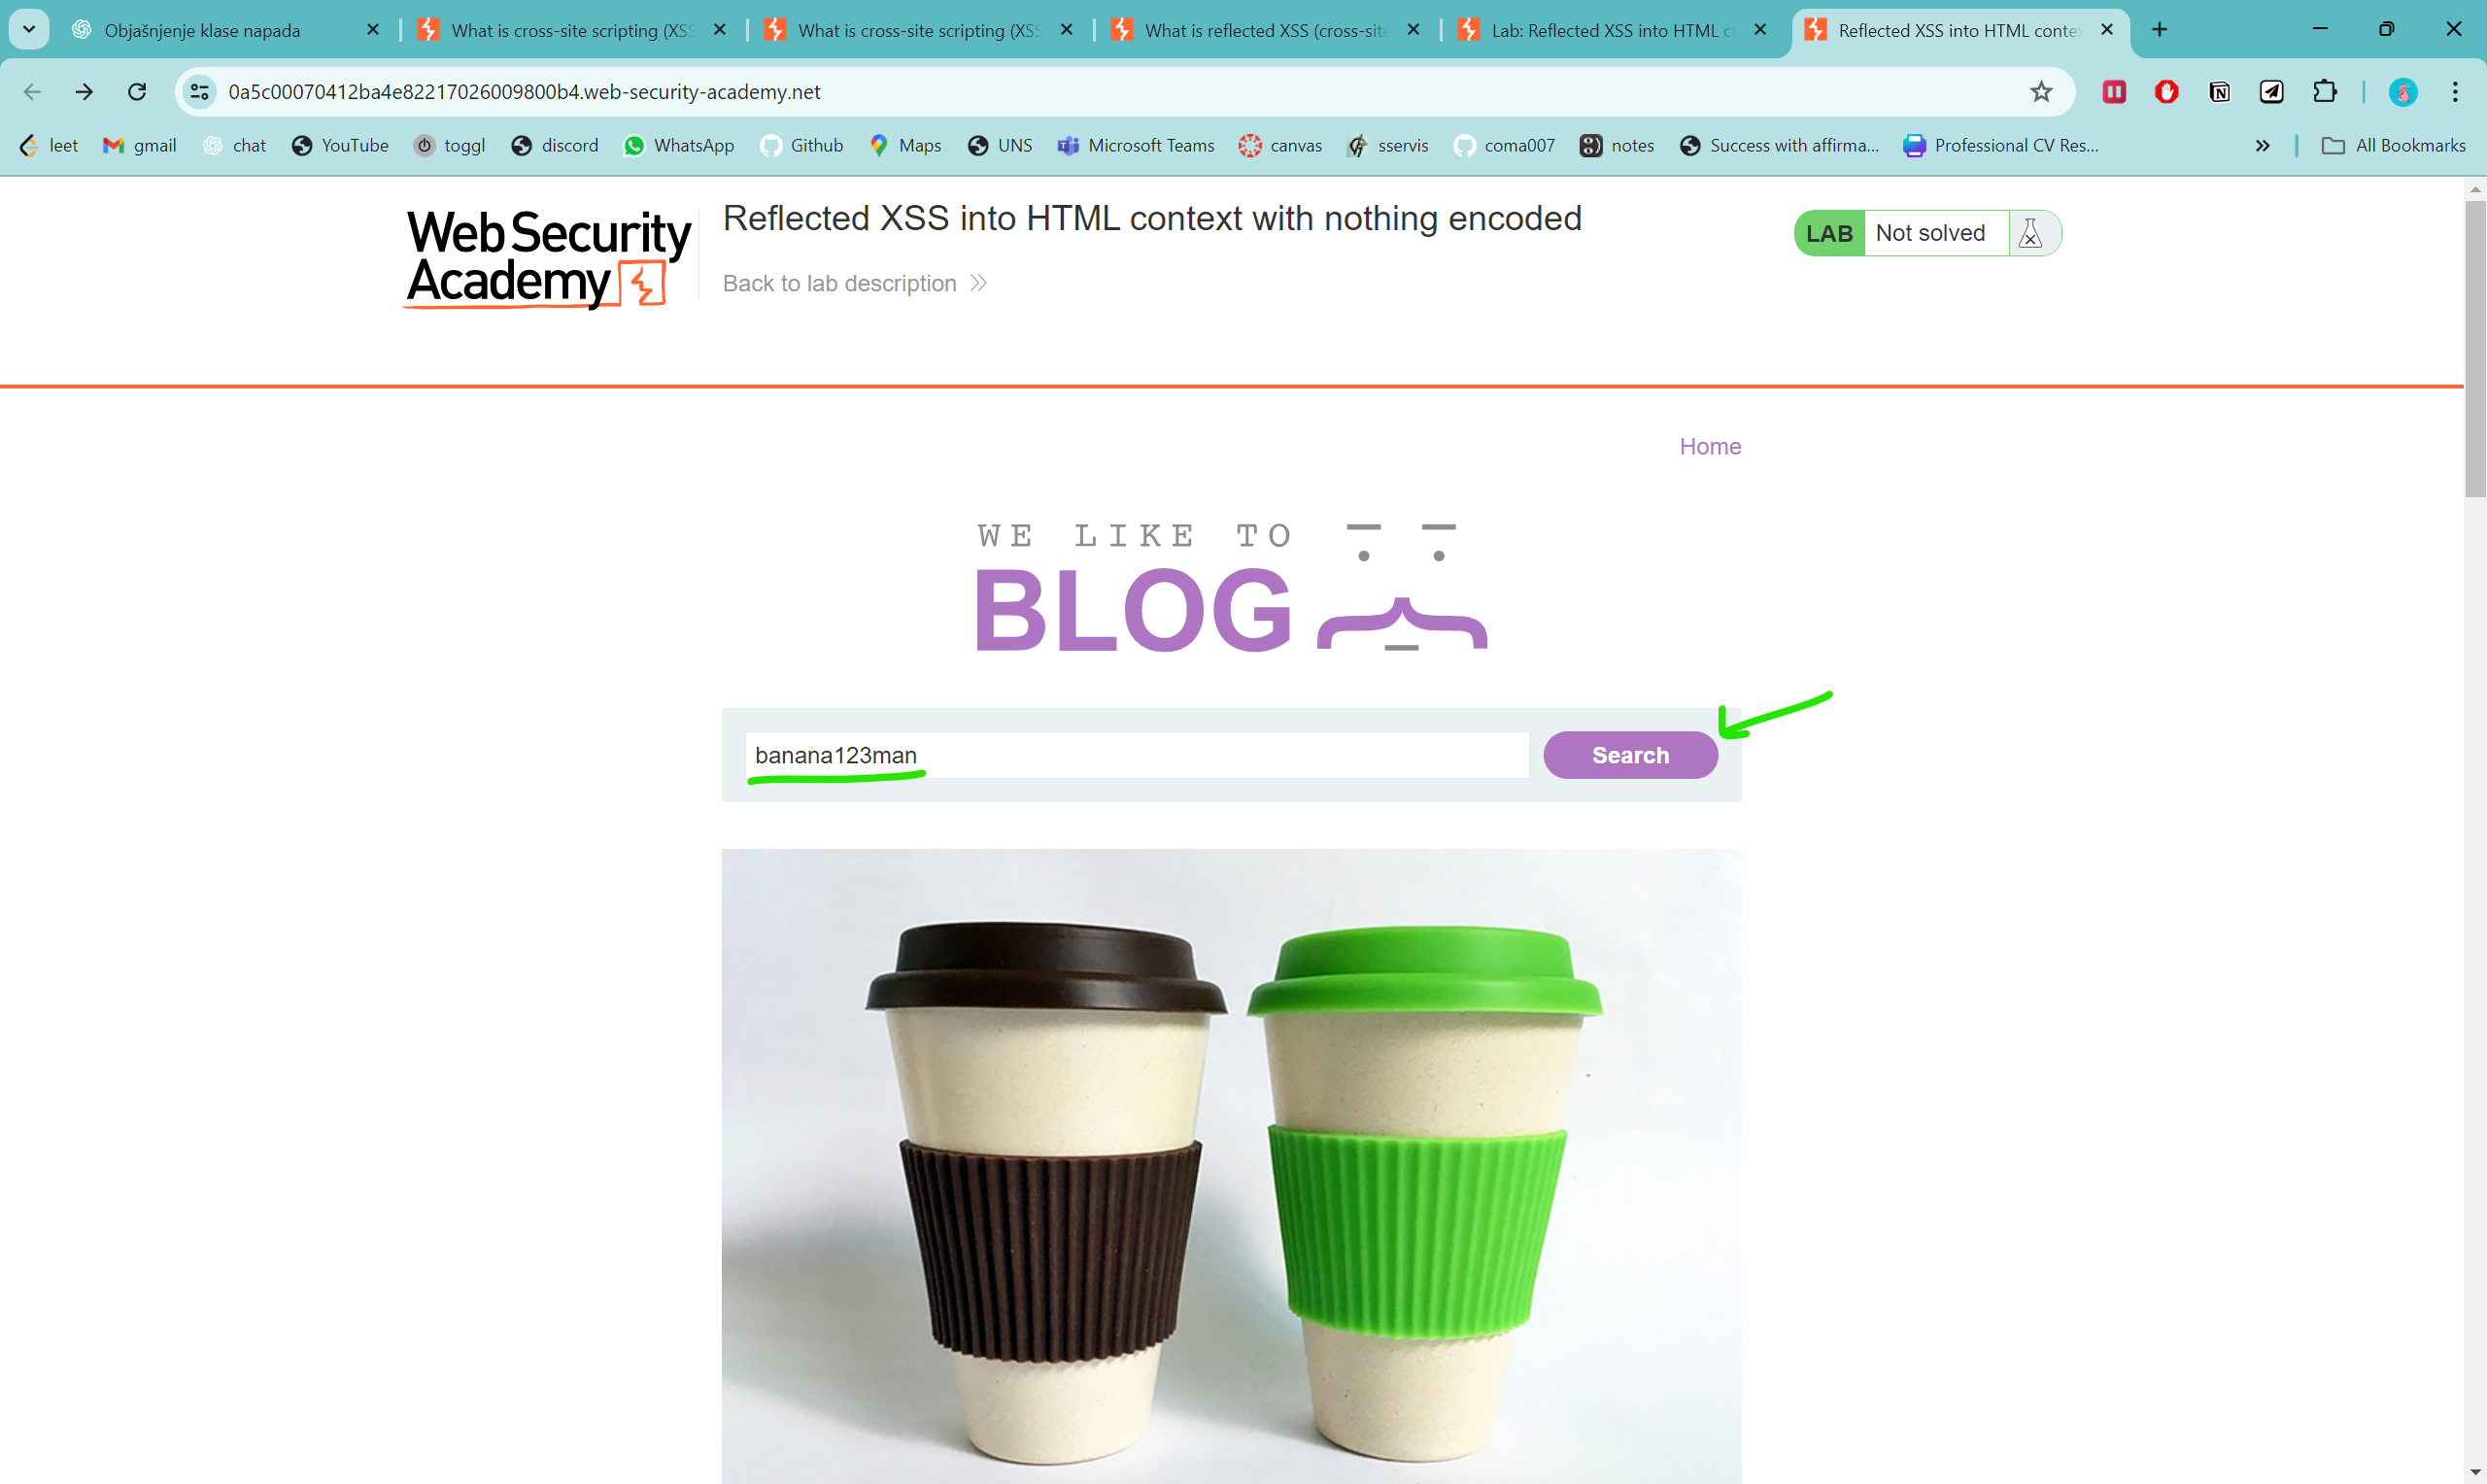 Objašnjenje klase napada
What is cross-site scripting (XSS
What is cross-site scripting (XSS
What is reflected XSS (cross-site
Lab: Reflected XSS into HTML co
Reflected XSS into HTML contex
0a5c00070412ba4e82217026009800b4.web-security-academy.net
leet
gmail
chat
YouTube
toggl
discord
WhatsApp
Github
Maps
UNS
Microsoft Teams
canvas
sservis
coma007
notes
Success with affirma...
Professional CV Res...
All Bookmarks
Web Security
Academy
Reflected XSS into HTML context with nothing encoded
Back to lab description
LAB Not solved
Home
WE LIKE TO
BLOG
banana123man
Search